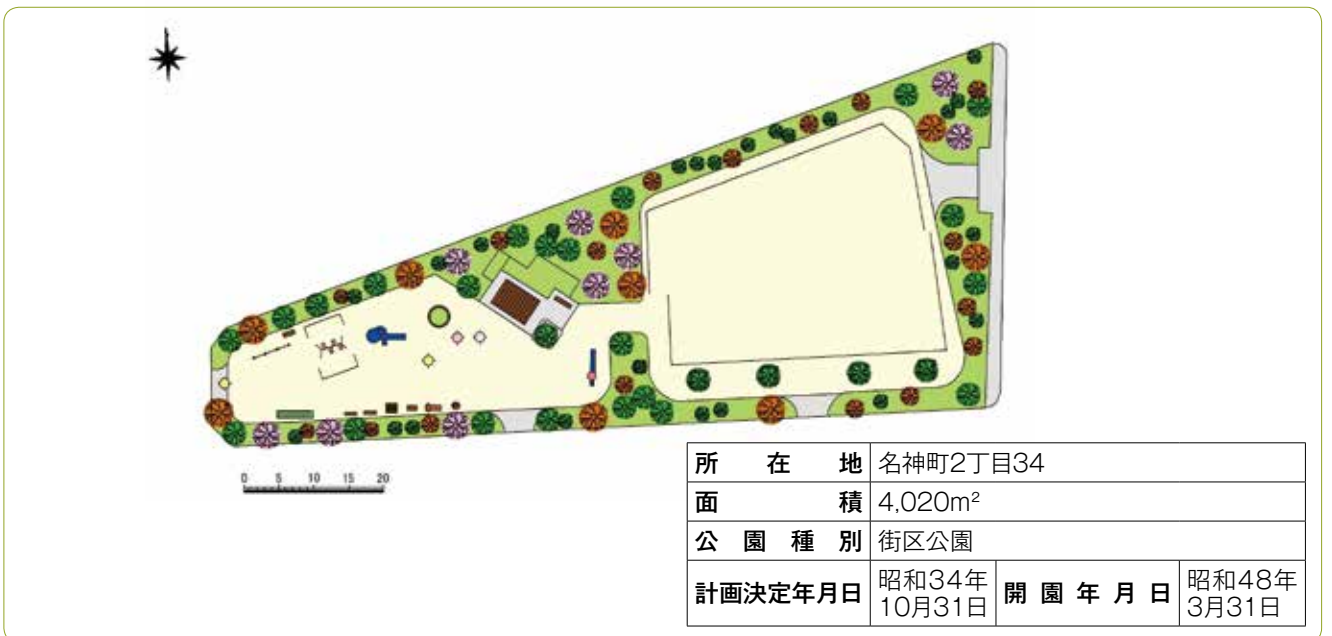 0 5 10 15 20
所在地 名神町2丁目34
面積 4,020m²
公園種別 街区公園
計画決定年月日 昭和34年
10月31日 開園年月日 昭和48年
3月31日